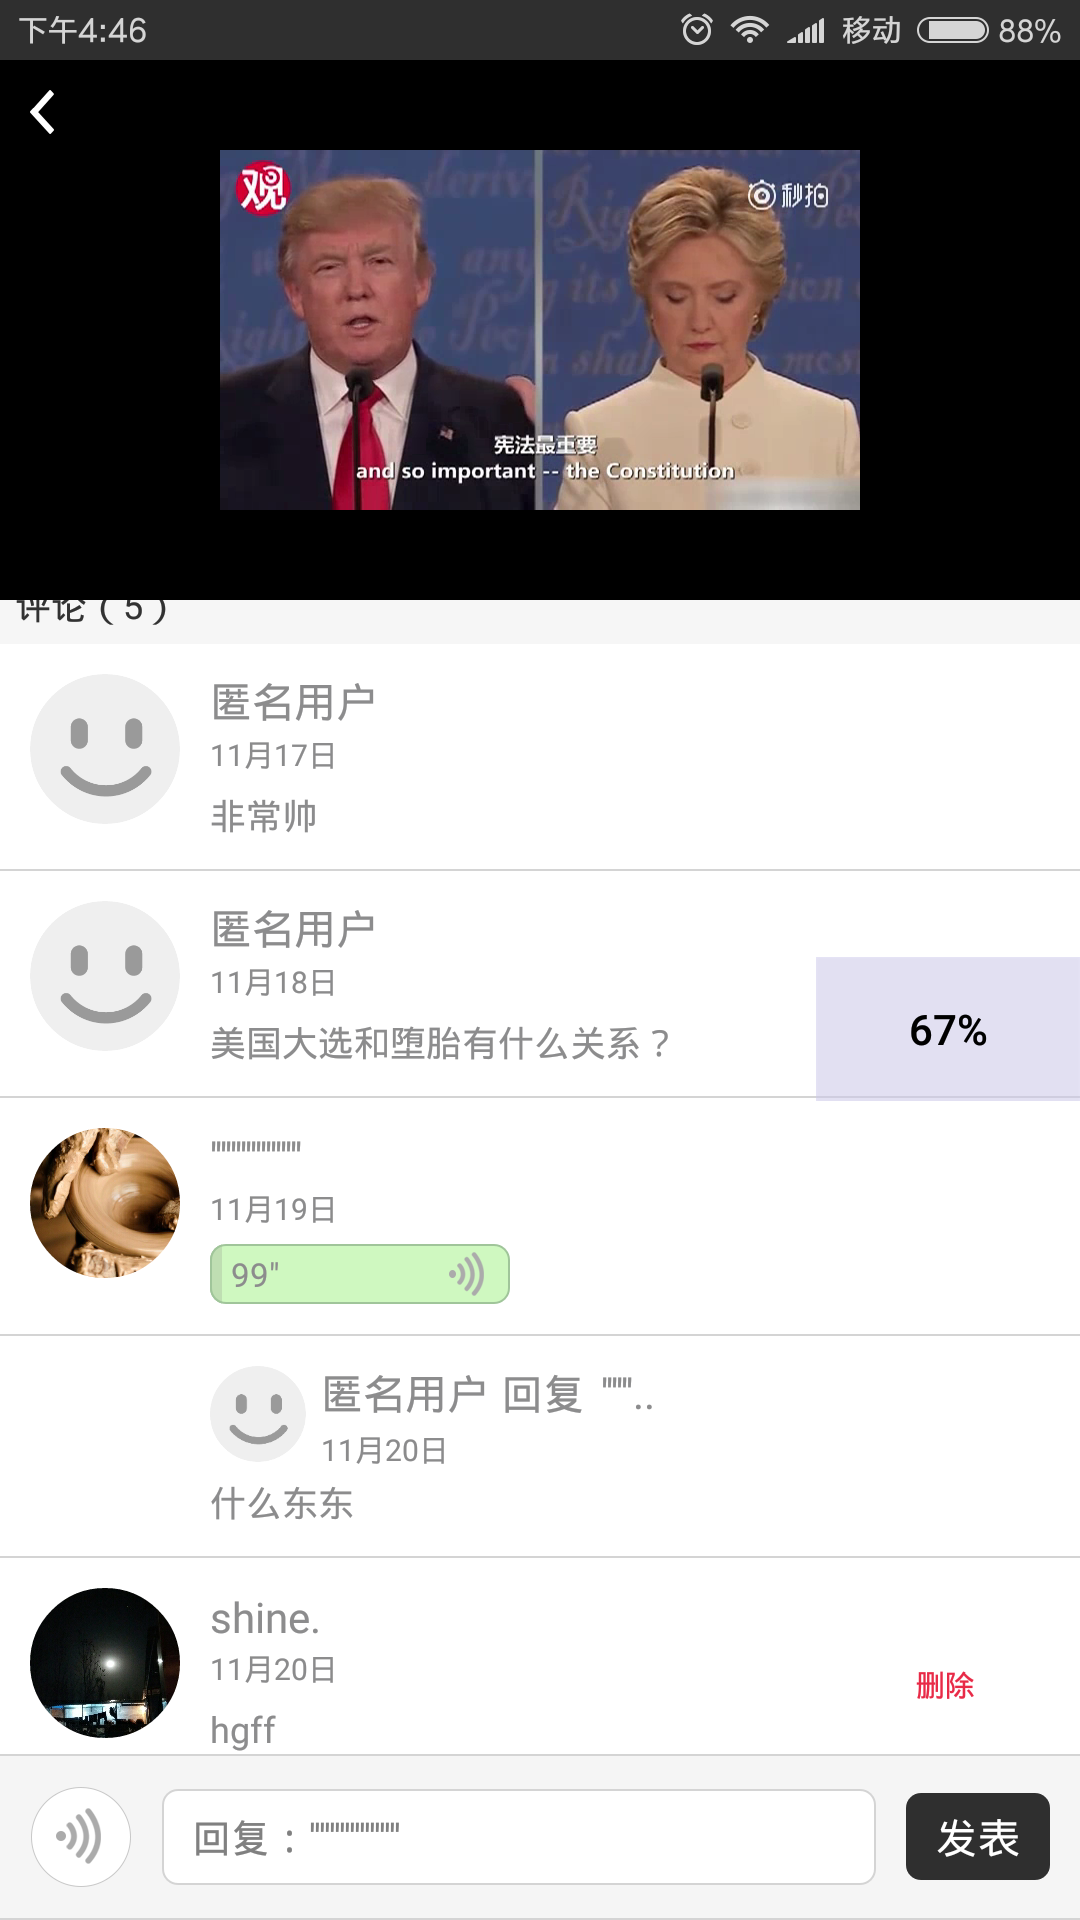 下午4:46
移动
88%
观
秒拍
宪法最重要
and so important -- the Constitution
评论（5）
匿名用户
11月17日
非常帅
匿名用户
11月18日
美国大选和堕胎有什么关系？
67%
""""""""""
11月19日
99"
匿名用户 回复 """..
11月20日
什么东东
shine.
11月20日
删除
hgff
回复：""""""""""
发表